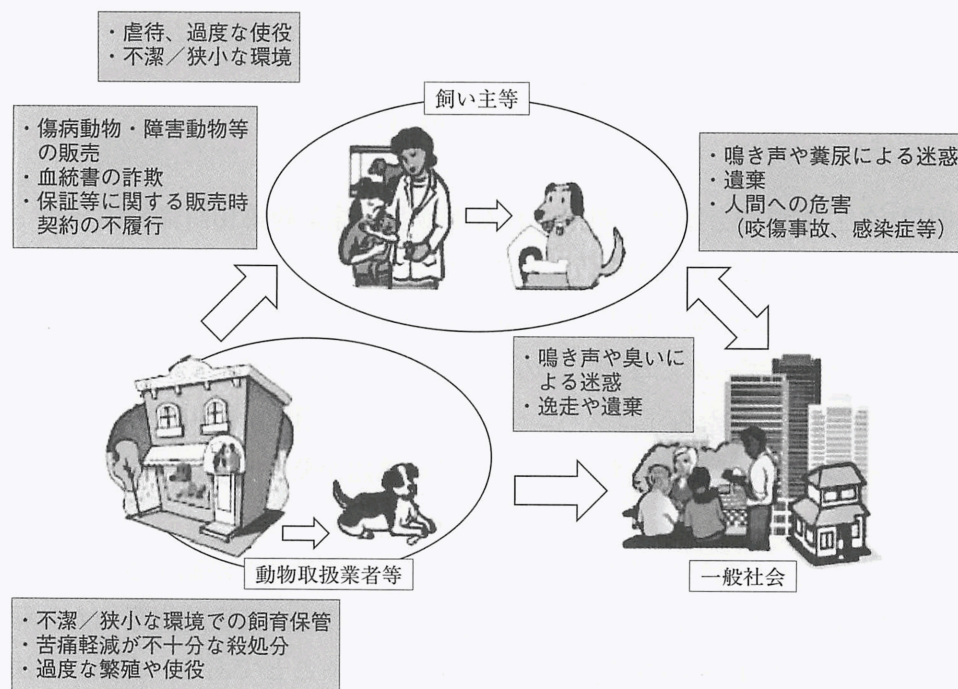 ・虐待、過度な使役
・不潔／狭小な環境
飼い主等
・傷病動物・障害動物等
の販売
・血統書の詐欺
・保証等に関する販売時
契約の不履行
・鳴き声や糞尿による迷惑
・遺棄
・人間への危害
（咬傷事故、感染症等）
・鳴き声や臭いに
よる迷惑
・逸走や遺棄
動物取扱業者等
一般社会
・不潔／狭小な環境での飼育保管
・苦痛軽減が不十分な殺処分
・過度な繁殖や使役